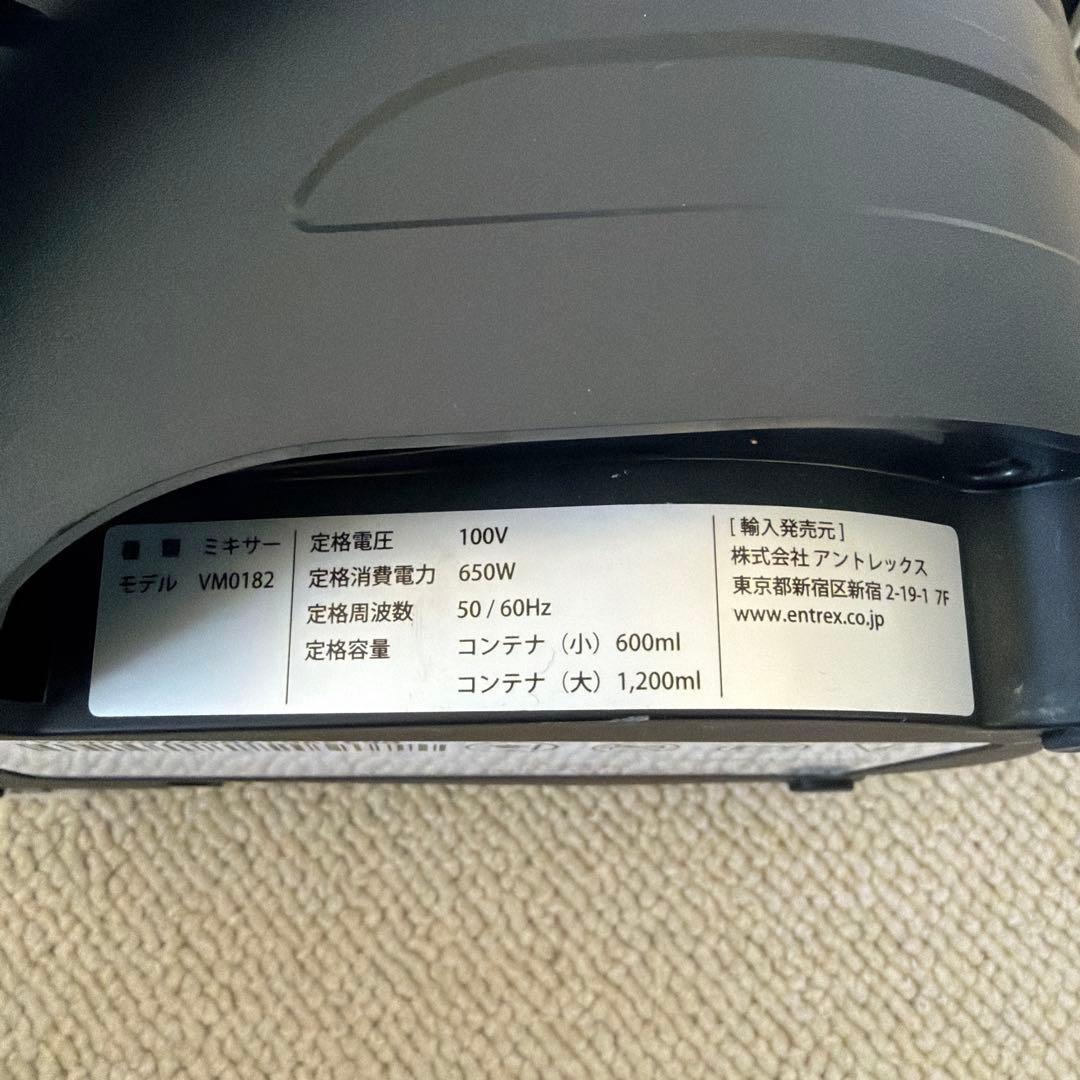 ミキサー
モデル VM0182
定格電圧 100V
定格消費電力 650W
定格周波数 50 / 60Hz
定格容量 コンテナ（小）600ml
コンテナ（大）1,200ml
[ 輸入発売元 ]
株式会社 アントレックス
東京都新宿区新宿 2-19-1 7F
www.entrex.co.jp